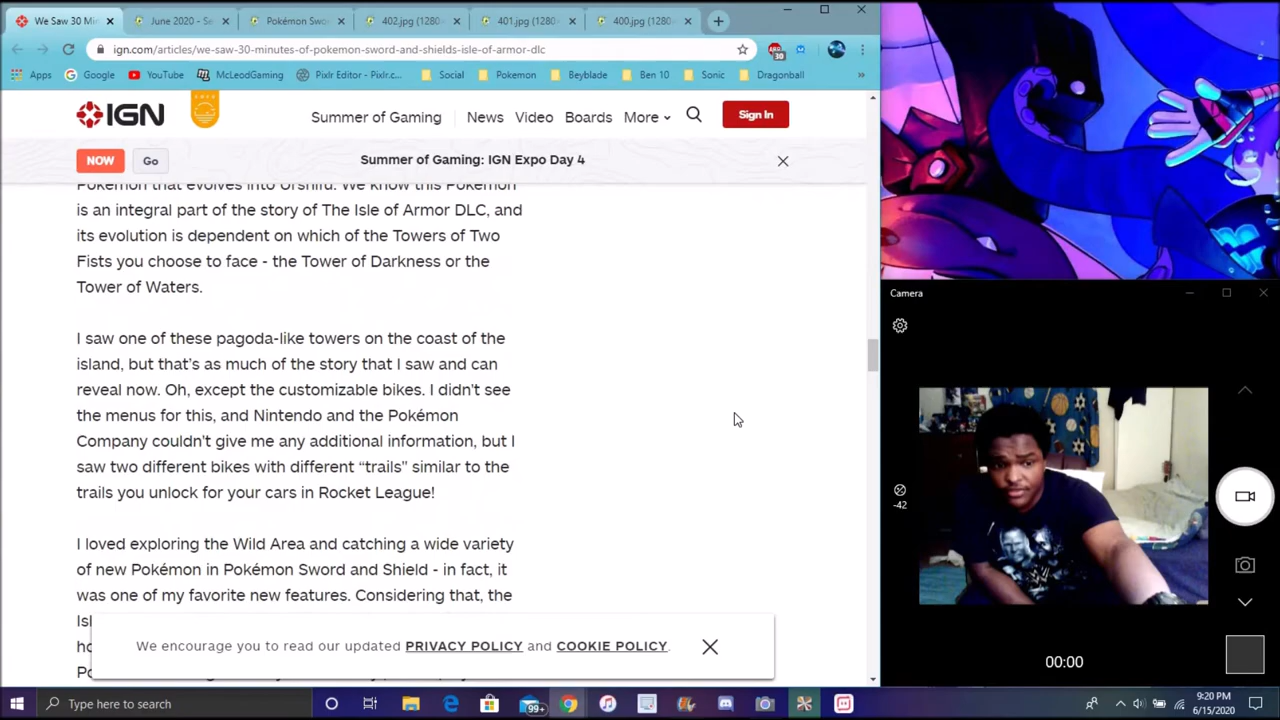 We Saw 30 Mi
June 2020 - Se
Pokémon Swo
402.jpg (1280×
401.jpg (1280×
400.jpg (1280×
ign.com/articles/we-saw-30-minutes-of-pokemon-sword-and-shields-isle-of-armor-dlc
30
Apps
Google
YouTube
McLeodGaming
Pixlr Editor - Pixlr.c...
Social
Pokemon
Beyblade
Ben 10
Sonic
Dragonball
»
IGN
Summer of Gaming
News
Video
Boards
More
Sign In
NOW
Go
Summer of Gaming: IGN Expo Day 4
Pokémon that evolves into Urshifu. We know this Pokémon
is an integral part of the story of The Isle of Armor DLC, and
its evolution is dependent on which of the Towers of Two
Fists you choose to face - the Tower of Darkness or the
Tower of Waters.
I saw one of these pagoda-like towers on the coast of the
island, but that’s as much of the story that I saw and can
reveal now. Oh, except the customizable bikes. I didn’t see
the menus for this, and Nintendo and the Pokémon
Company couldn’t give me any additional information, but I
saw two different bikes with different “trails” similar to the
trails you unlock for your cars in Rocket League!
I loved exploring the Wild Area and catching a wide variety
of new Pokémon in Pokémon Sword and Shield - in fact, it
was one of my favorite new features. Considering that, the
We encourage you to read our updated PRIVACY POLICY and COOKIE POLICY.
Camera
-42
00:00
Type here to search
99+
9:20 PM
6/15/2020